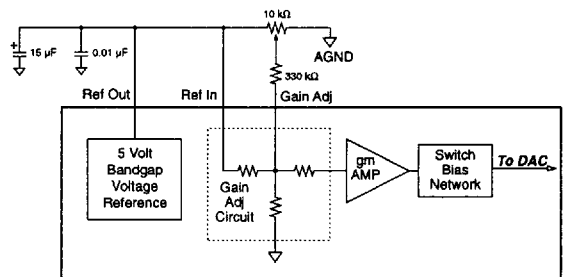 10 kΩ
+
15 μF
0.01 μF
AGND
330 kΩ
Ref Out
Ref In
Gain Adj
5 Volt
Bandgap
Voltage
Reference
Gain
Adj
Circuit
gm
AMP
Switch
Bias
Network
To DAC